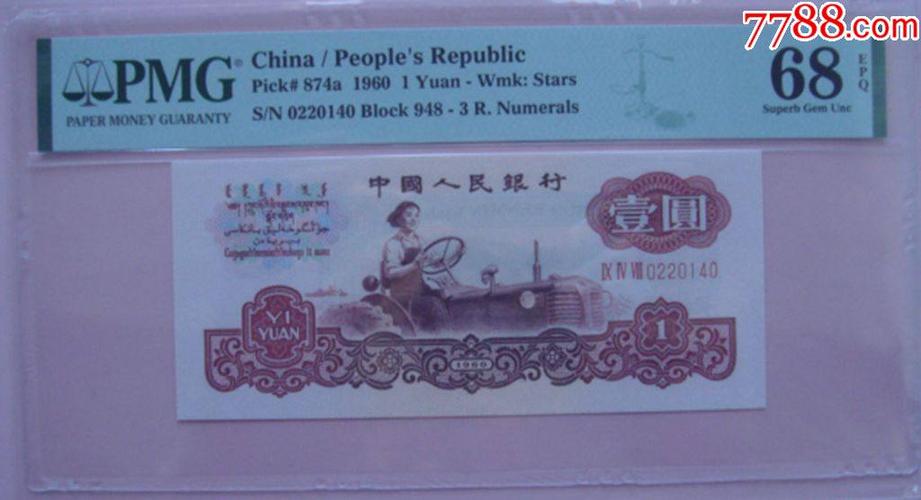 7788.com
PMG
PAPER MONEY GUARANTY
China / People's Republic
Pick# 874a 1960 1 Yuan - Wmk: Stars
S/N 0220140 Block 948 - 3 R. Numerals
68
EPQ
Superb Gem Unc
中國人民銀行
壹圓
IX IV VIII 0220140
YI
YUAN
1960
1